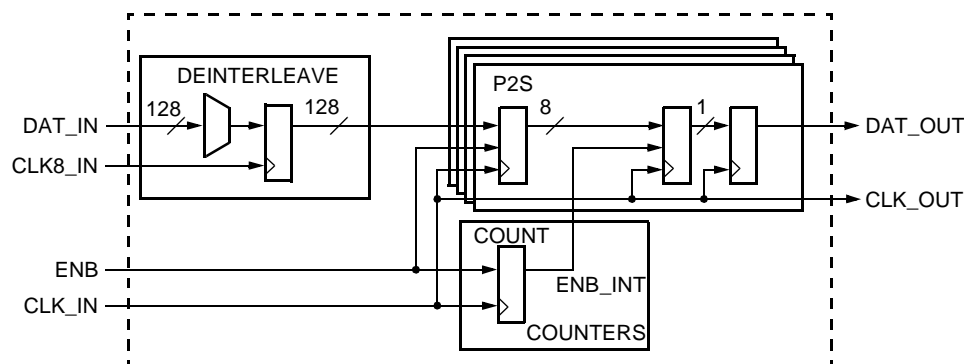 DEINTERLEAVE
P2S
128
128
8
1
DAT_IN
DAT_OUT
CLK8_IN
CLK_OUT
COUNT
ENB
ENB_INT
CLK_IN
COUNTERS